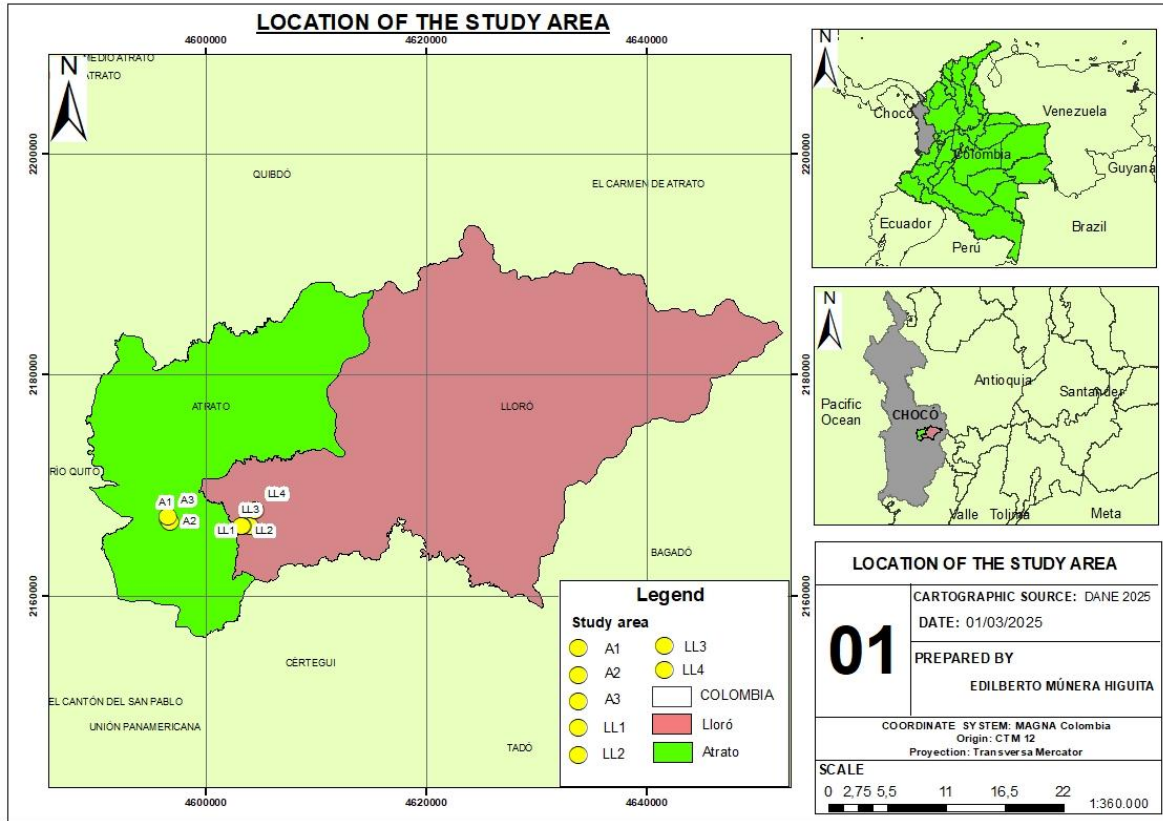 LOCATION OF THE STUDY AREA
4600000
4620000
4640000
N
MEDIO ATRATO
ATRATO
2200000
2200000
QUIBDÓ
EL CARMEN DE ATRATO
2180000
2180000
ATRATO
LLORÓ
RÍO QUITO
A1
A3
A2
LL4
LL3
LL1
LL2
BAGADÓ
2160000
2160000
CÉRTEGUI
EL CANTÓN DEL SAN PABLO
UNIÓN PANAMERICANA
TADÓ
4600000
4620000
4640000
Legend
Study area
A1
A2
A3
LL1
LL2
LL3
LL4
COLOMBIA
Lloró
Atrato
N
Choco
Venezuela
Colombia
Guyana
Ecuador
Perú
Brazil
N
Antioquia
Santander
Pacific
Ocean
CHOCÓ
Valle
Tolima
Meta
LOCATION OF THE STUDY AREA
01
CARTOGRAPHIC SOURCE: DANE 2025
DATE: 01/03/2025
PREPARED BY
EDILBERTO MÚNERA HIGUITA
COORDINATE SYSTEM: MAGNA Colombia
Origin: CTM 12
Proyection: Transversa Mercator
SCALE
0 2,75 5,5 11 16,5 22
1:360.000